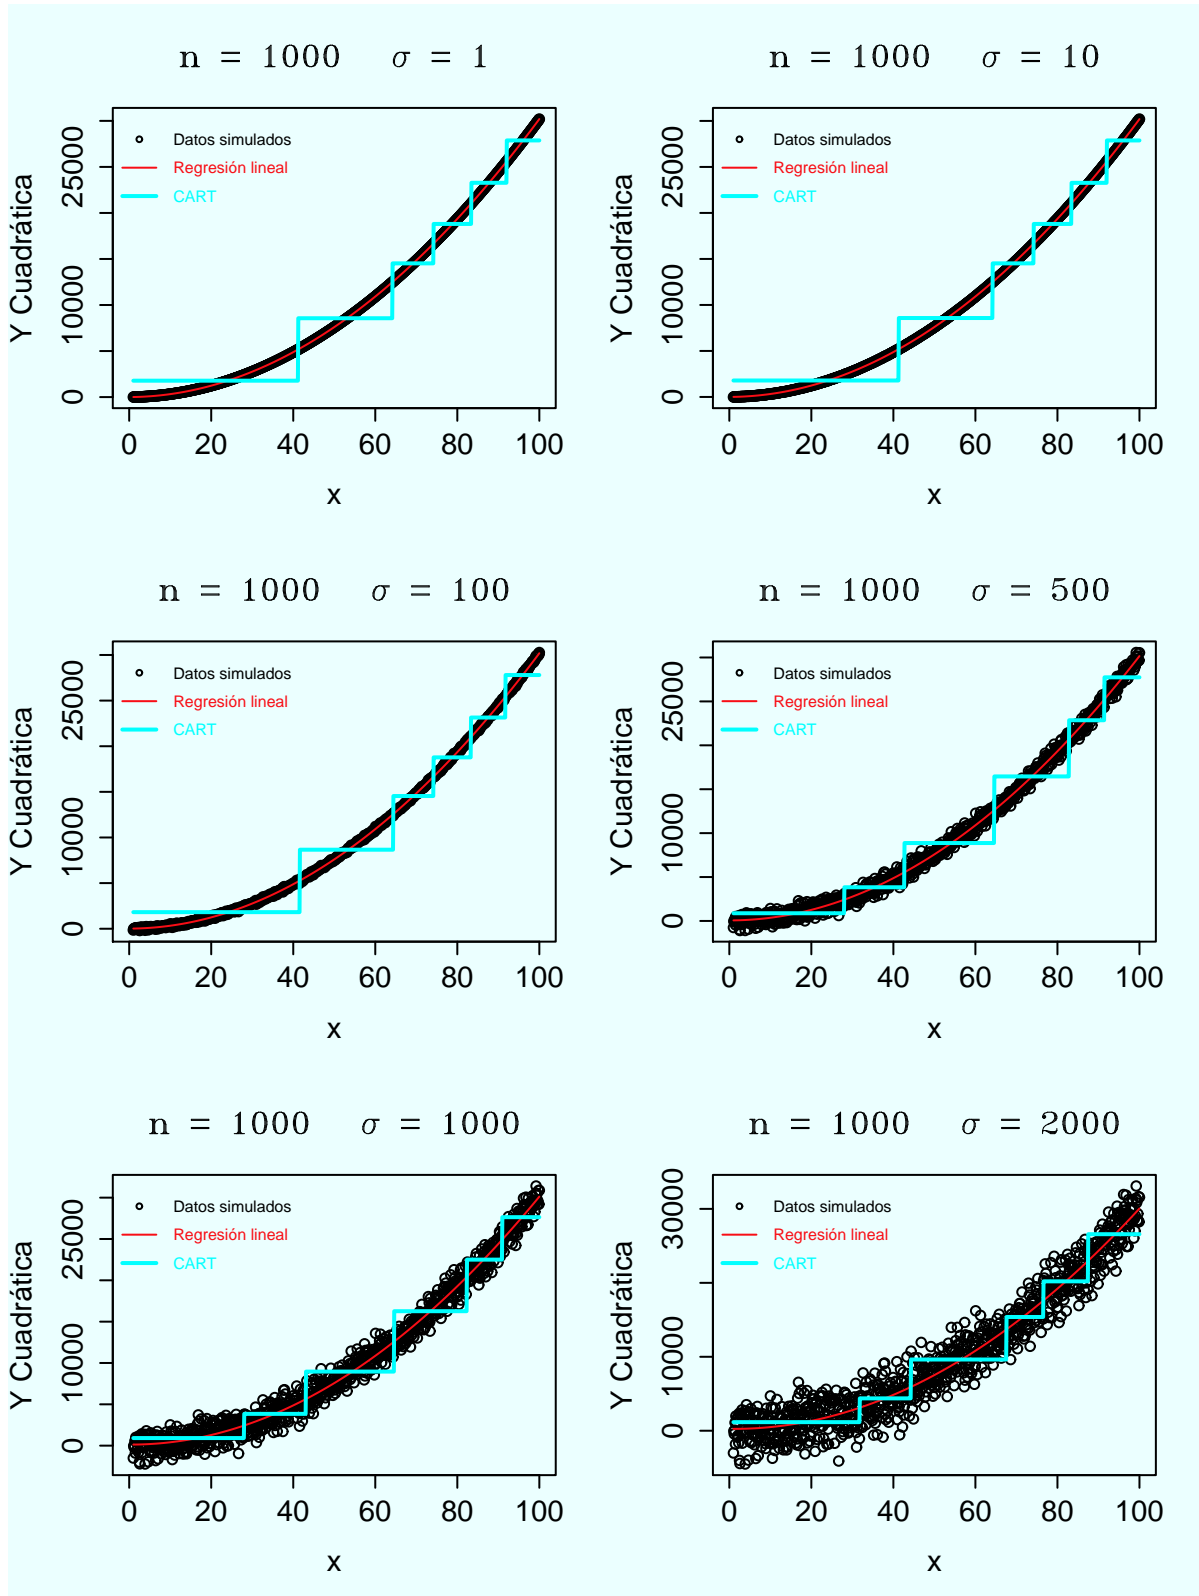 n = 1000 σ = 1
Datos simulados
Regresión lineal
CART
Y Cuadrática
0 10000 25000
0 20 40 60 80 100
x
n = 1000 σ = 10
Datos simulados
Regresión lineal
CART
Y Cuadrática
0 10000 25000
0 20 40 60 80 100
x
n = 1000 σ = 100
Datos simulados
Regresión lineal
CART
Y Cuadrática
0 10000 25000
0 20 40 60 80 100
x
n = 1000 σ = 500
Datos simulados
Regresión lineal
CART
Y Cuadrática
0 10000 25000
0 20 40 60 80 100
x
n = 1000 σ = 1000
Datos simulados
Regresión lineal
CART
Y Cuadrática
0 10000 25000
0 20 40 60 80 100
x
n = 1000 σ = 2000
Datos simulados
Regresión lineal
CART
Y Cuadrática
0 10000 30000
0 20 40 60 80 100
x